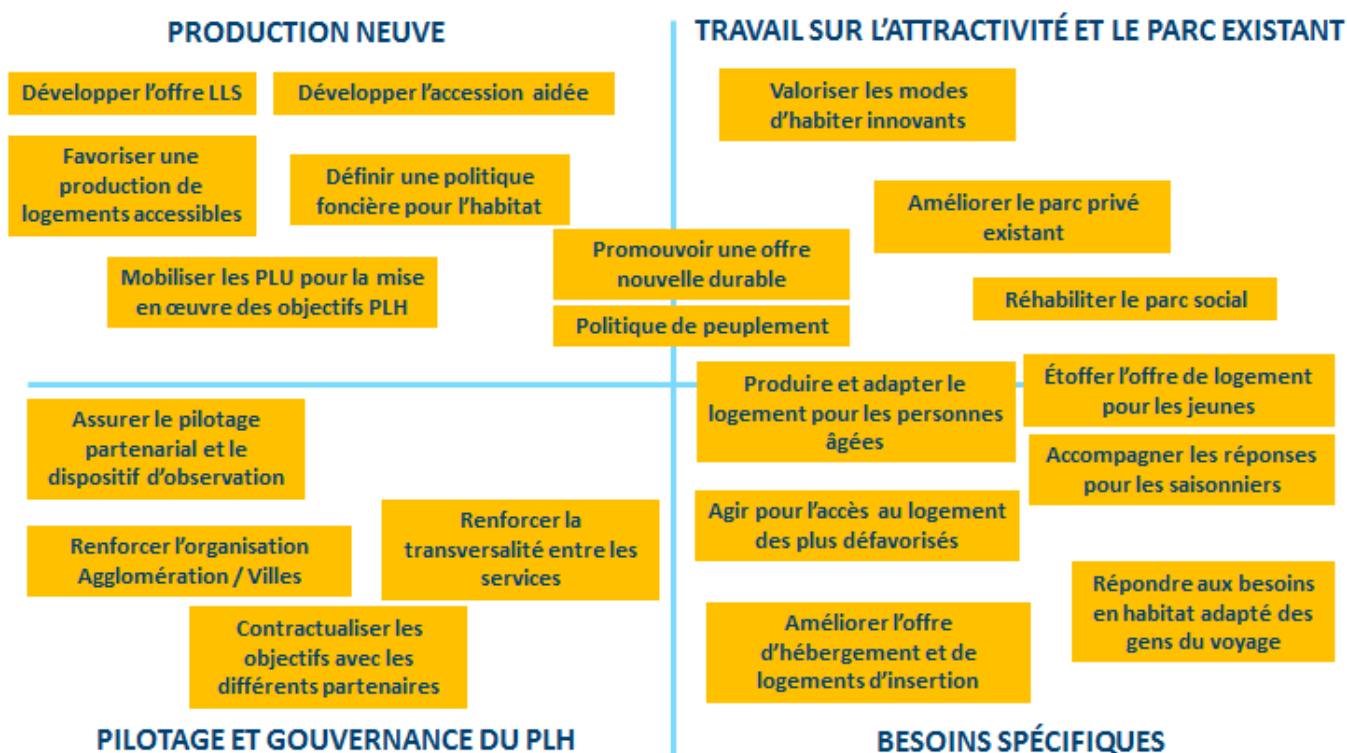 PRODUCTION NEUVE
Développer l'offre LLS
Développer l'accession aidée
Favoriser une
production de
logements accessibles
Définir une politique
foncière pour l'habitat
Mobiliser les PLU pour la mise
en œuvre des objectifs PLH
Promouvoir une offre
nouvelle durable
Politique de peuplement
TRAVAIL SUR L'ATTRACTIVITÉ ET LE PARC EXISTANT
Valoriser les modes
d'habiter innovants
Améliorer le parc privé
existant
Réhabiliter le parc social
Assurer le pilotage
partenarial et le
dispositif d'observation
Renforcer l'organisation
Agglomération / Villes
Renforcer la
transversalité entre les
services
Contractualiser les
objectifs avec les
différents partenaires
PILOTAGE ET GOUVERNANCE DU PLH
Produire et adapter le
logement pour les personnes
âgées
Étoffer l'offre de logement
pour les jeunes
Accompagner les réponses
pour les saisonniers
Agir pour l'accès au logement
des plus défavorisés
Répondre aux besoins
en habitat adapté des
gens du voyage
Améliorer l'offre
d'hébergement et de
logements d'insertion
BESOINS SPÉCIFIQUES